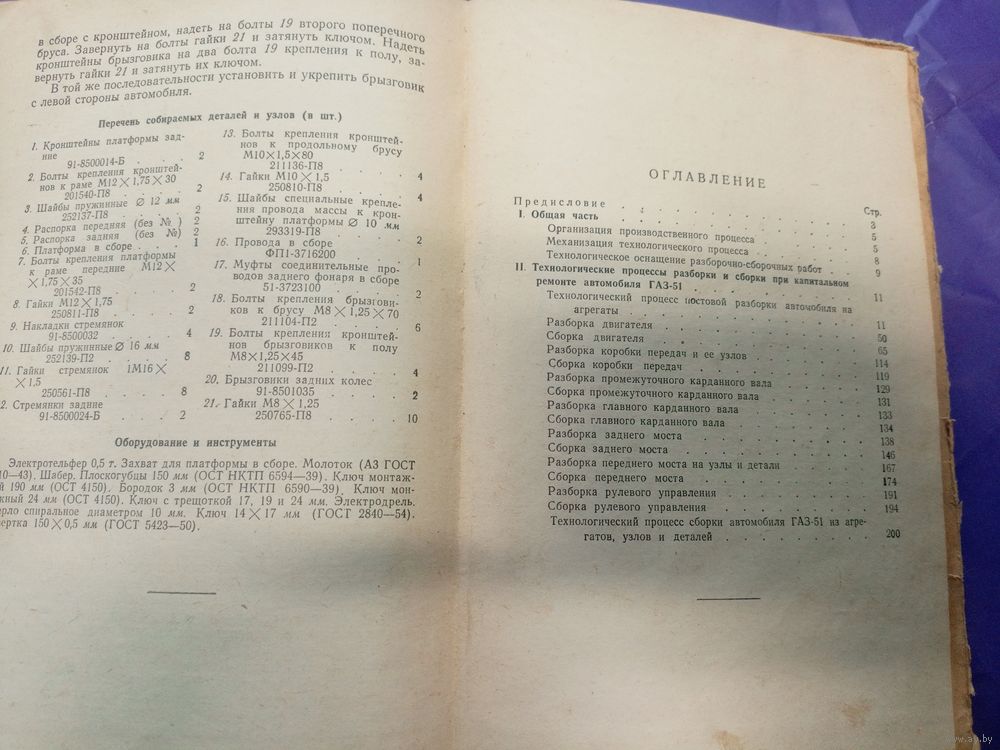 в сборе с кронштейном, надеть на болты 19 второго поперечного
бруса. Завернуть на болты гайки 21 и затянуть ключом. Надеть
кронштейны брызговика на два болта 19 крепления к полу, за-
вернуть гайки 21 и затянуть их ключом.
В той же последовательности установить и укрепить брызговик
с левой стороны автомобиля.
Перечень собираемых деталей и узлов (в шт.)
1. Кронштейны платформы зад-
ние
91-8500014-Б . . . . 2
2. Болты крепления кронштей-
нов к раме М12×1,75×30
201540-П8 . . . . 2
3. Шайбы пружинные ∅ 12 мм
252137-П8 . . . . 2
4. Распорка передняя (без №) 2
5. Распорка задняя (без №) 2
6. Платформа в сборе . . . 1
7. Болты крепления платформы
к раме передние М12×
×1,75×35
201542-П8 . . . . 2
8. Гайки М12×1,75
250811-П8 . . . . 2
9. Накладки стремянок
91-8500032 . . . . 4
10. Шайбы пружинные ∅ 16 мм
252139-П2 . . . . 8
11. Гайки стремянок 1М16×
×1,5
250561-П8 . . . . 8
2. Стремянки задние
91-8500024-Б . . . . 2
13. Болты крепления кронштей-
нов к продольному брусу
М10×1,5×80
211136-П8 . . . . 4
14. Гайки М10×1,5
250810-П8 . . . . 4
15. Шайбы специальные крепле-
ния провода массы к крон-
штейну платформы ∅ 10 мм
293319-П8 . . . . 2
16. Провода в сборе
ФП1-3716200 . . . . 1
17. Муфты соединительные про-
водов заднего фонаря в сборе
51-3723100 . . . . 2
18. Болты крепления брызгови-
ков к брусу М8×1,25×70
211104-П2 . . . . 6
19. Болты крепления кронштей-
нов брызговиков к полу
М8×1,25×45
211099-П2 . . . . 4
20. Брызговики задних колес
91-8501035 . . . . 2
21. Гайки М8×1,25
250765-П8 . . . . 10
Оборудование и инструменты
Электротельфер 0,5 т. Захват для платформы в сборе. Молоток (А3 ГОСТ
10—43). Шабер. Плоскогубцы 150 мм (ОСТ НКТП 6594—39). Ключ монтаж-
й 190 мм (ОСТ 4150). Бородок 3 мм (ОСТ НКТП 6590—39). Ключ мон-
жный 24 мм (ОСТ 4150). Ключ с трещоткой 17, 19 и 24 мм. Электродрель.
ерло спиральное диаметром 10 мм. Ключ 14×17 мм (ГОСТ 2840—54).
ертка 150×0,5 мм (ГОСТ 5423—50).
ОГЛАВЛЕНИЕ
Стр.
Предисловие . . . . 3
I. Общая часть . . . . 5
Организация производственного процесса . . . . 5
Механизация технологического процесса . . . . 8
Технологическое оснащение разборочно-сборочных работ . . 9
II. Технологические процессы разборки и сборки при капитальном
ремонте автомобиля ГАЗ-51 . . . . 11
Технологический процесс постовой разборки автомобиля на
агрегаты . . . . 11
Разборка двигателя . . . . 50
Сборка двигателя . . . . 65
Разборка коробки передач и ее узлов . . . . 114
Сборка коробки передач . . . . 119
Разборка промежуточного карданного вала . . . . 129
Сборка промежуточного карданного вала . . . . 131
Разборка главного карданного вала . . . . 133
Сборка главного карданного вала . . . . 134
Разборка заднего моста . . . . 138
Сборка заднего моста . . . . 146
Разборка переднего моста на узлы и детали . . . . 167
Сборка переднего моста . . . . 174
Разборка рулевого управления . . . . 191
Сборка рулевого управления . . . . 194
Технологический процесс сборки автомобиля ГАЗ-51 из агре-
гатов, узлов и деталей . . . . 200
www.ay.by